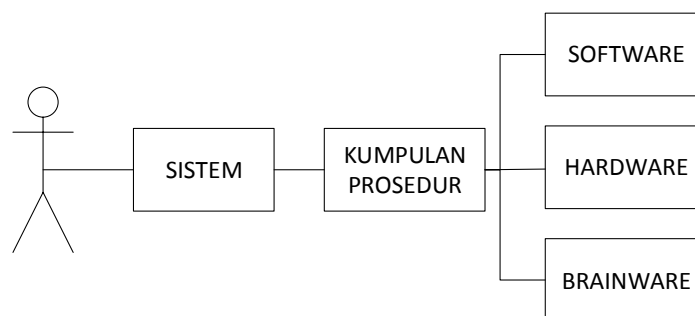 SISTEM
KUMPULAN
PROSEDUR
SOFTWARE
HARDWARE
BRAINWARE